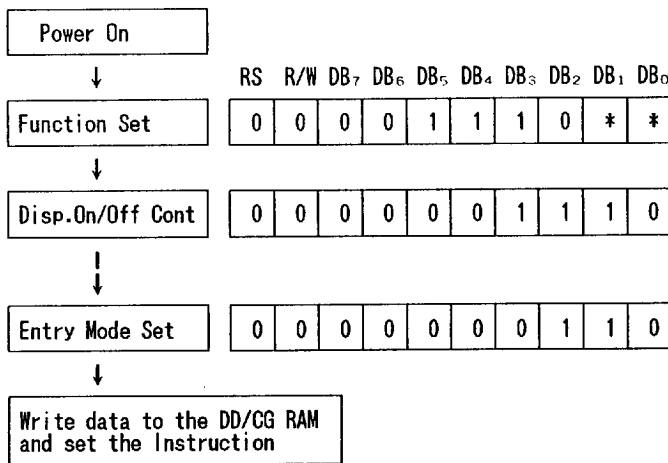 Power On
RS R/W DB₇ DB₆ DB₅ DB₄ DB₃ DB₂ DB₁ DB₀
Function Set 0 0 0 0 1 1 1 0 * *
Disp.On/Off Cont 0 0 0 0 0 0 1 1 1 0
Entry Mode Set 0 0 0 0 0 0 0 1 1 0
Write data to the DD/CG RAM
and set the Instruction